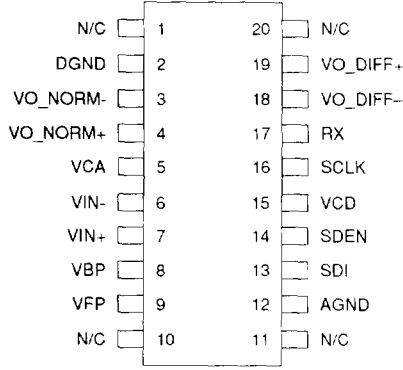 N/C 1 20 N/C
DGND 2 19 VO_DIFF+
VO_NORM- 3 18 VO_DIFF-
VO_NORM+ 4 17 RX
VCA 5 16 SCLK
VIN- 6 15 VCD
VIN+ 7 14 SDEN
VBP 8 13 SDI
VFP 9 12 AGND
N/C 10 11 N/C